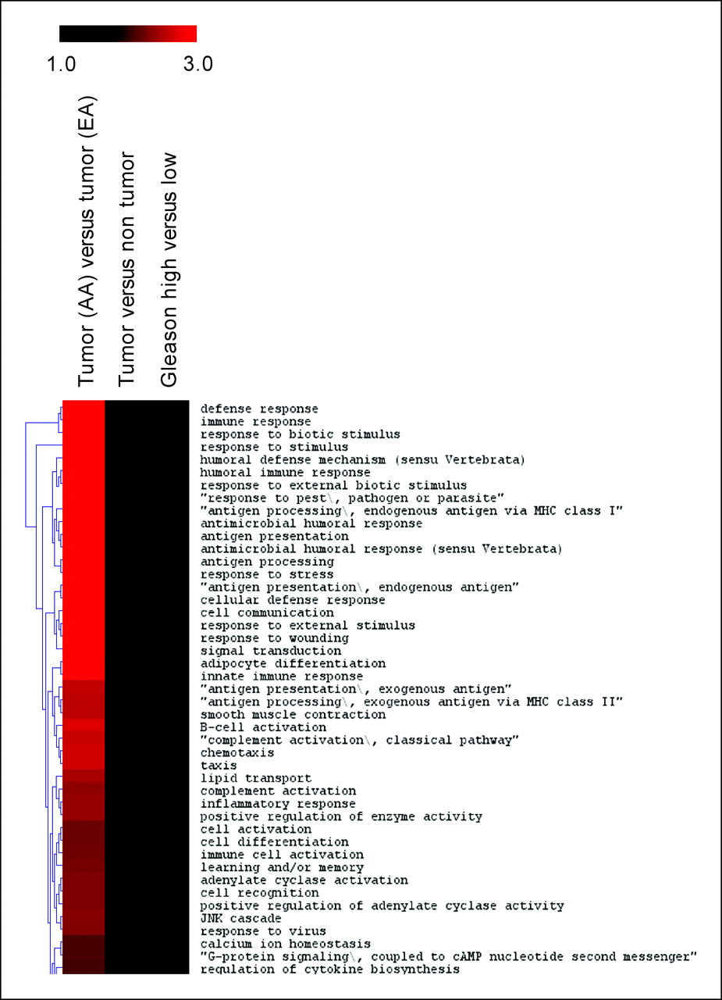 1.0 3.0
Tumor (AA) versus tumor (EA)
Tumor versus non tumor
Gleason high versus low
defense response
immune response
response to biotic stimulus
response to stimulus
humoral defense mechanism (sensu Vertebrata)
humoral immune response
response to external biotic stimulus
"response to pest\, pathogen or parasite"
"antigen processing\, endogenous antigen via MHC class I"
antimicrobial humoral response
antigen presentation
antimicrobial humoral response (sensu Vertebrata)
antigen processing
response to stress
"antigen presentation\, endogenous antigen"
cellular defense response
cell communication
response to external stimulus
response to wounding
signal transduction
adipocyte differentiation
innate immune response
"antigen presentation\, exogenous antigen"
"antigen processing\, exogenous antigen via MHC class II"
smooth muscle contraction
B-cell activation
"complement activation\, classical pathway"
chemotaxis
taxis
lipid transport
complement activation
inflammatory response
positive regulation of enzyme activity
cell activation
cell differentiation
immune cell activation
learning and/or memory
adenylate cyclase activation
cell recognition
positive regulation of adenylate cyclase activity
JNK cascade
response to virus
calcium ion homeostasis
"G-protein signaling\, coupled to cAMP nucleotide second messenger"
regulation of cytokine biosynthesis